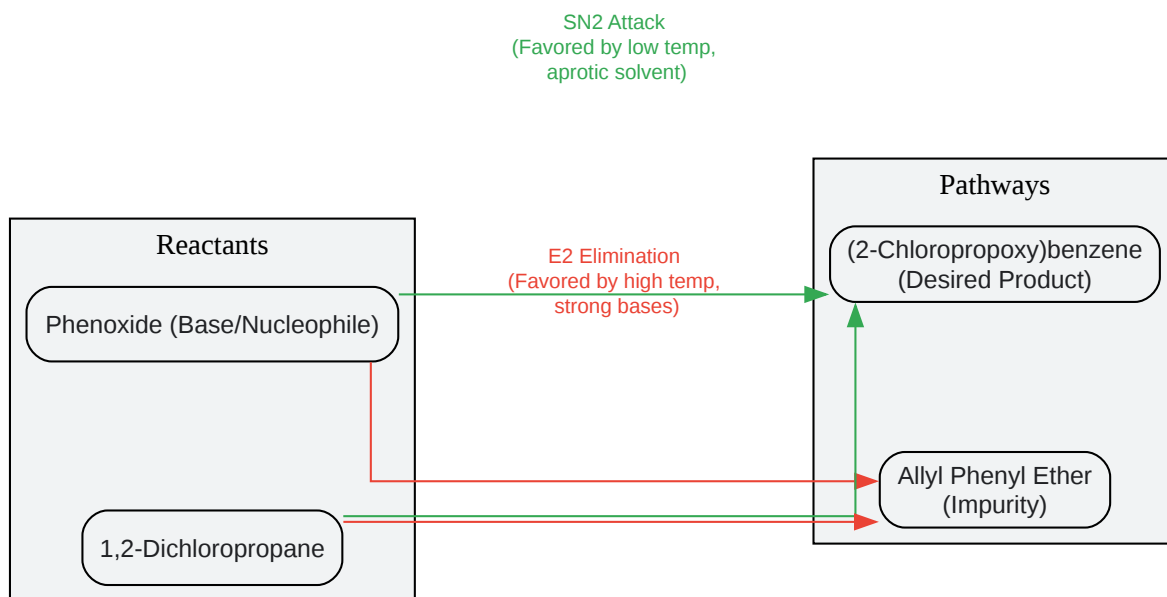 SN2 Attack
(Favored by low temp,
aprotic solvent)
Pathways
Reactants
(2-Chloropropoxy)benzene
(Desired Product)
E2 Elimination
(Favored by high temp,
strong bases)
Phenoxide (Base/Nucleophile)
Allyl Phenyl Ether
(Impurity)
1,2-Dichloropropane